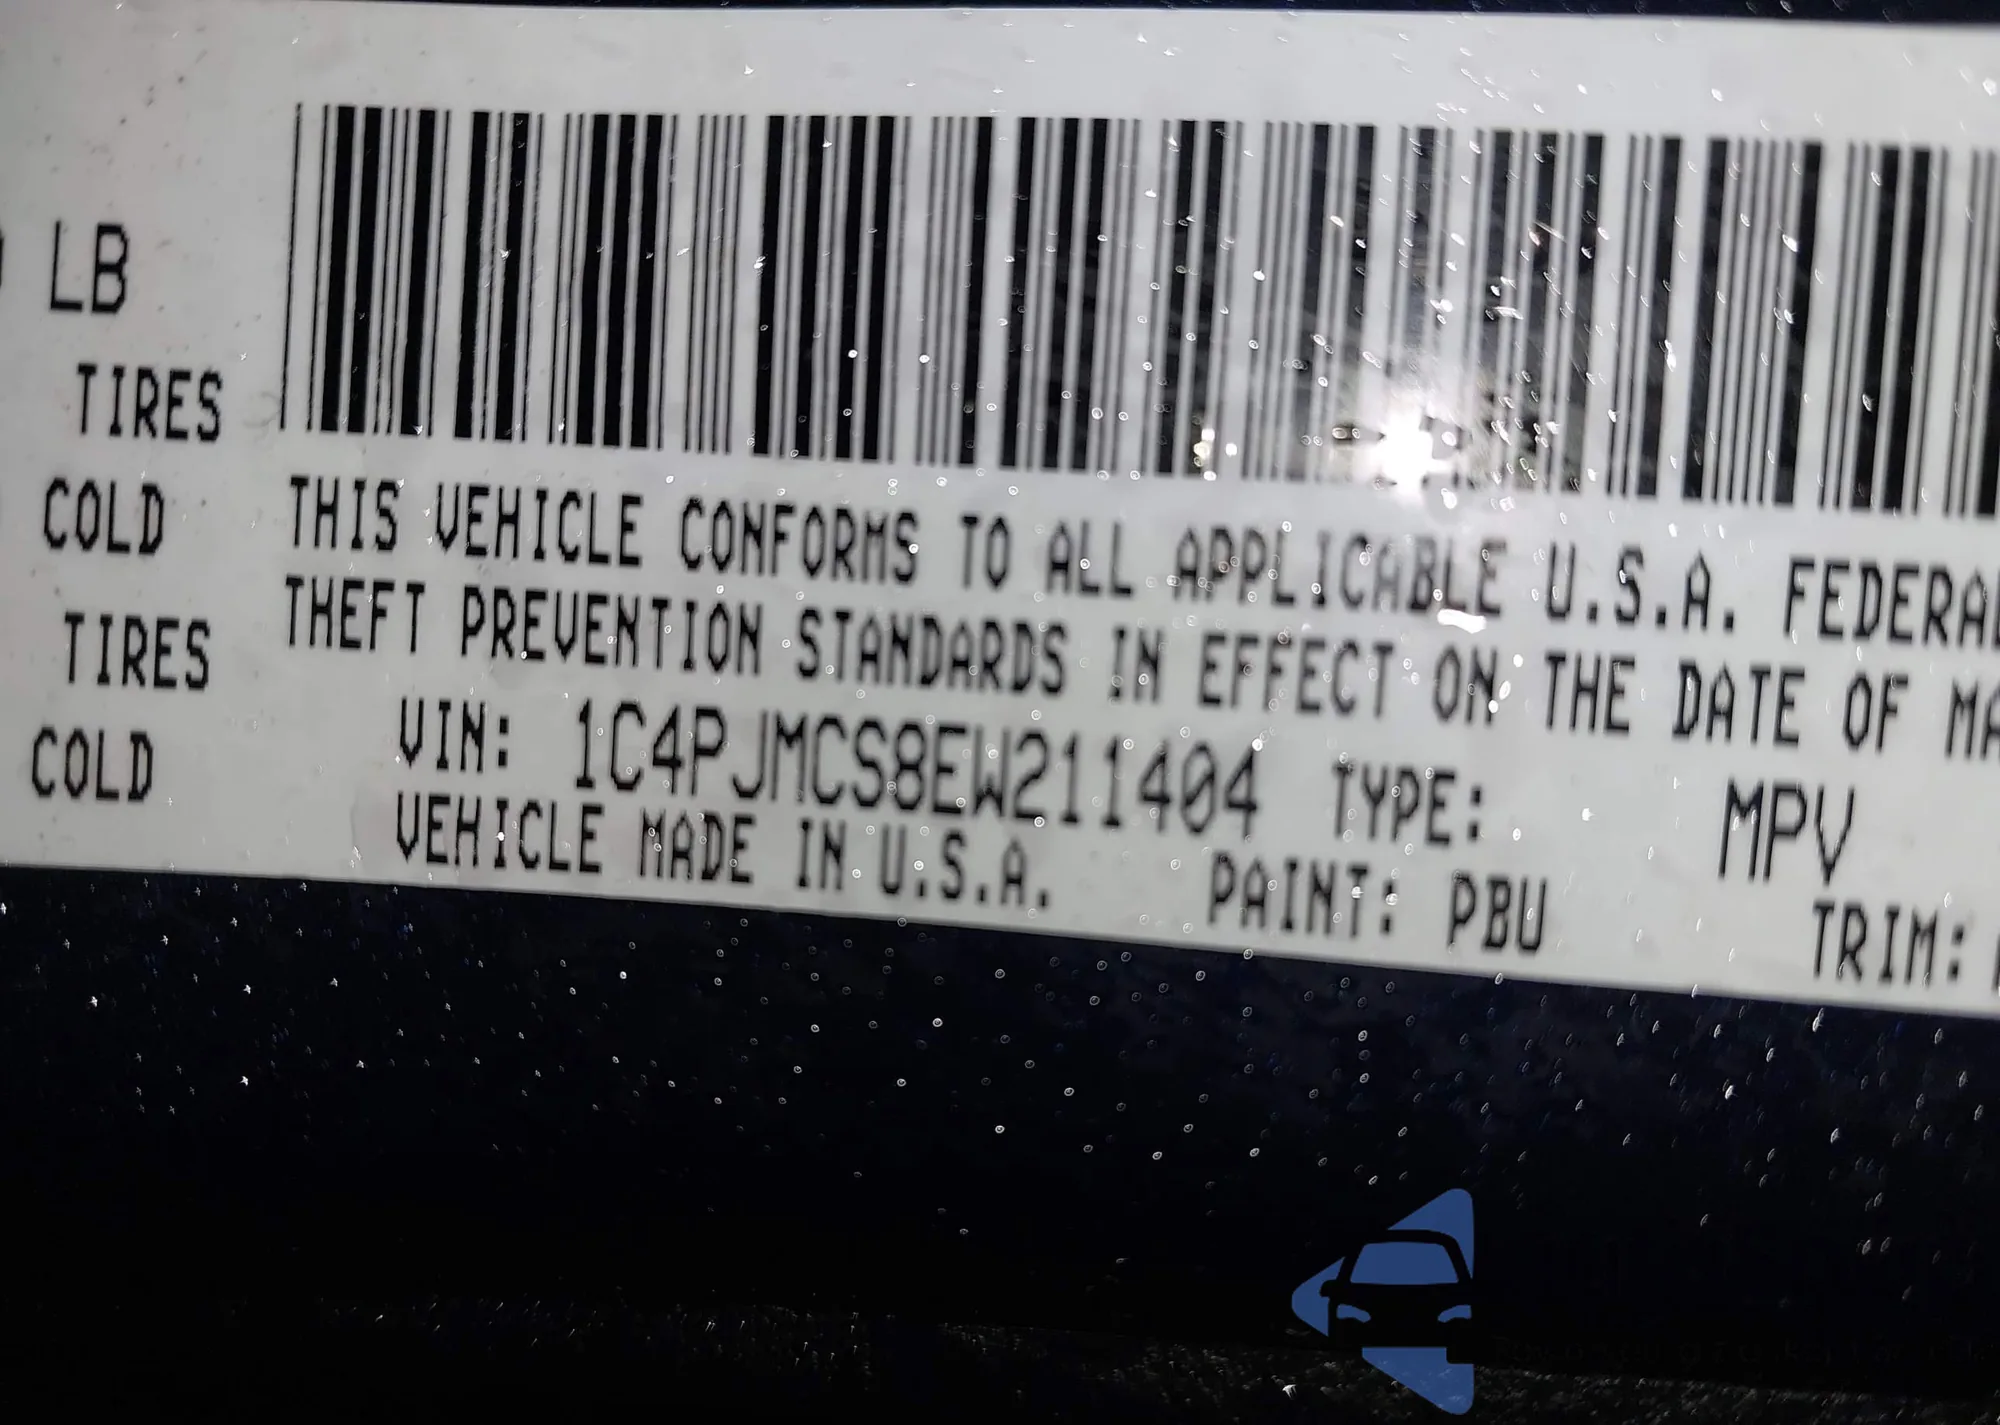 LB
TIRES
COLD
TIRES
COLD
THIS VEHICLE CONFORMS TO ALL APPLICABLE U.S.A. FEDERAL
THEFT PREVENTION STANDARDS IN EFFECT ON THE DATE OF MA
VIN: 1C4PJMCS8EW211404 TYPE: MPV
VEHICLE MADE IN U.S.A. PAINT: PBU TRIM: